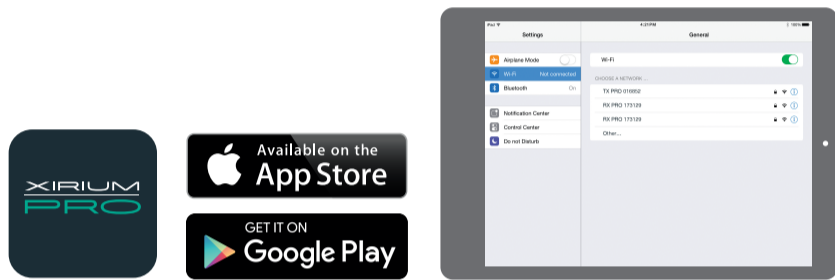 XIRIUM
PRO
Available on the
App Store
GET IT ON
Google Play
iPad
4:21 PM
100%
Settings
General
Airplane Mode
Wi-Fi
Not connected
Bluetooth
On
Notification Center
Control Center
Do not Disturb
Wi-Fi
CHOOSE A NETWORK ...
TX PRO 016952
RX PRO 173129
RX PRO 173129
Other...